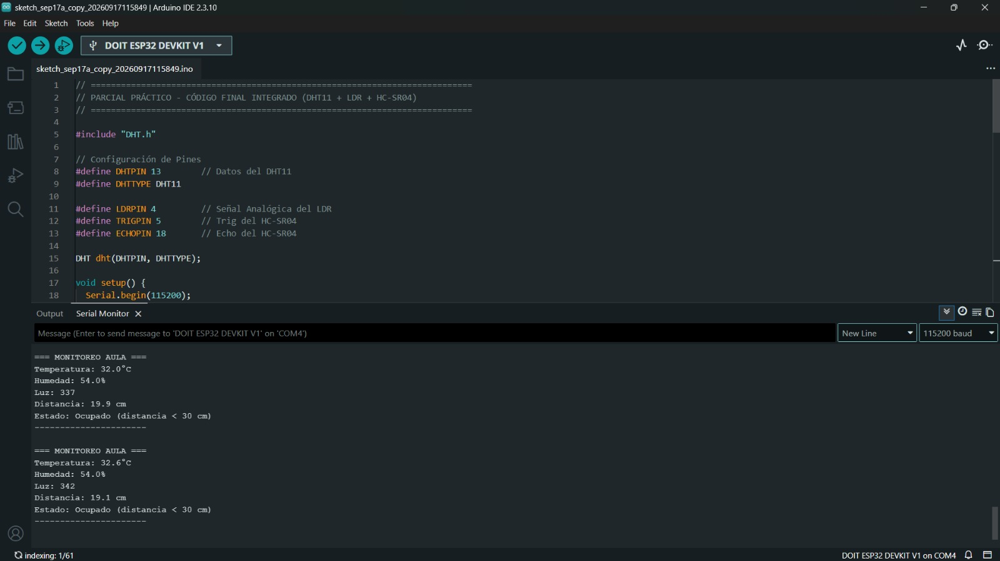 sketch_sep17a_copy_20260917115849 | Arduino IDE 2.3.10
File Edit Sketch Tools Help
DOIT ESP32 DEVKIT V1
sketch_sep17a_copy_20260917115849.ino
1 // ============================================================================
2 // PARCIAL PRÁCTICO - CÓDIGO FINAL INTEGRADO (DHT11 + LDR + HC-SR04)
3 // ============================================================================
4
5 #include "DHT.h"
6
7 // Configuración de Pines
8 #define DHTPIN 13 // Datos del DHT11
9 #define DHTTYPE DHT11
10
11 #define LDRPIN 4 // Señal Analógica del LDR
12 #define TRIGPIN 5 // Trig del HC-SR04
13 #define ECHOPIN 18 // Echo del HC-SR04
14
15 DHT dht(DHTPIN, DHTTYPE);
16
17 void setup() {
18 Serial.begin(115200);
Output Serial Monitor
Message (Enter to send message to 'DOIT ESP32 DEVKIT V1' on 'COM4')
New Line 115200 baud
=== MONITOREO AULA ===
Temperatura: 32.0°C
Humedad: 54.0%
Luz: 337
Distancia: 19.9 cm
Estado: Ocupado (distancia < 30 cm)
----------------------
=== MONITOREO AULA ===
Temperatura: 32.6°C
Humedad: 54.0%
Luz: 342
Distancia: 19.1 cm
Estado: Ocupado (distancia < 30 cm)
----------------------
indexing: 1/61
DOIT ESP32 DEVKIT V1 on COM4